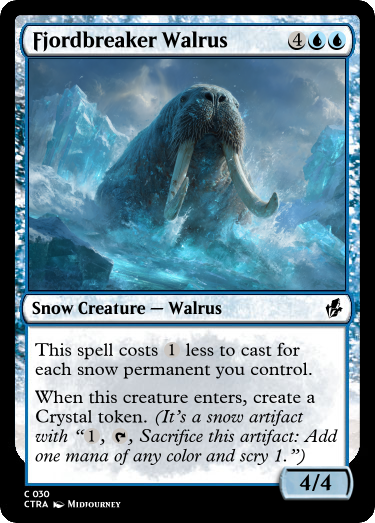 Fjordbreaker Walrus 4
Snow Creature — Walrus
This spell costs 1 less to cast for
each snow permanent you control.
When this creature enters, create a
Crystal token. (It's a snow artifact
with “1, , Sacrifice this artifact: Add
one mana of any color and scry 1.”)
4/4
C 030
CTRA Midjourney